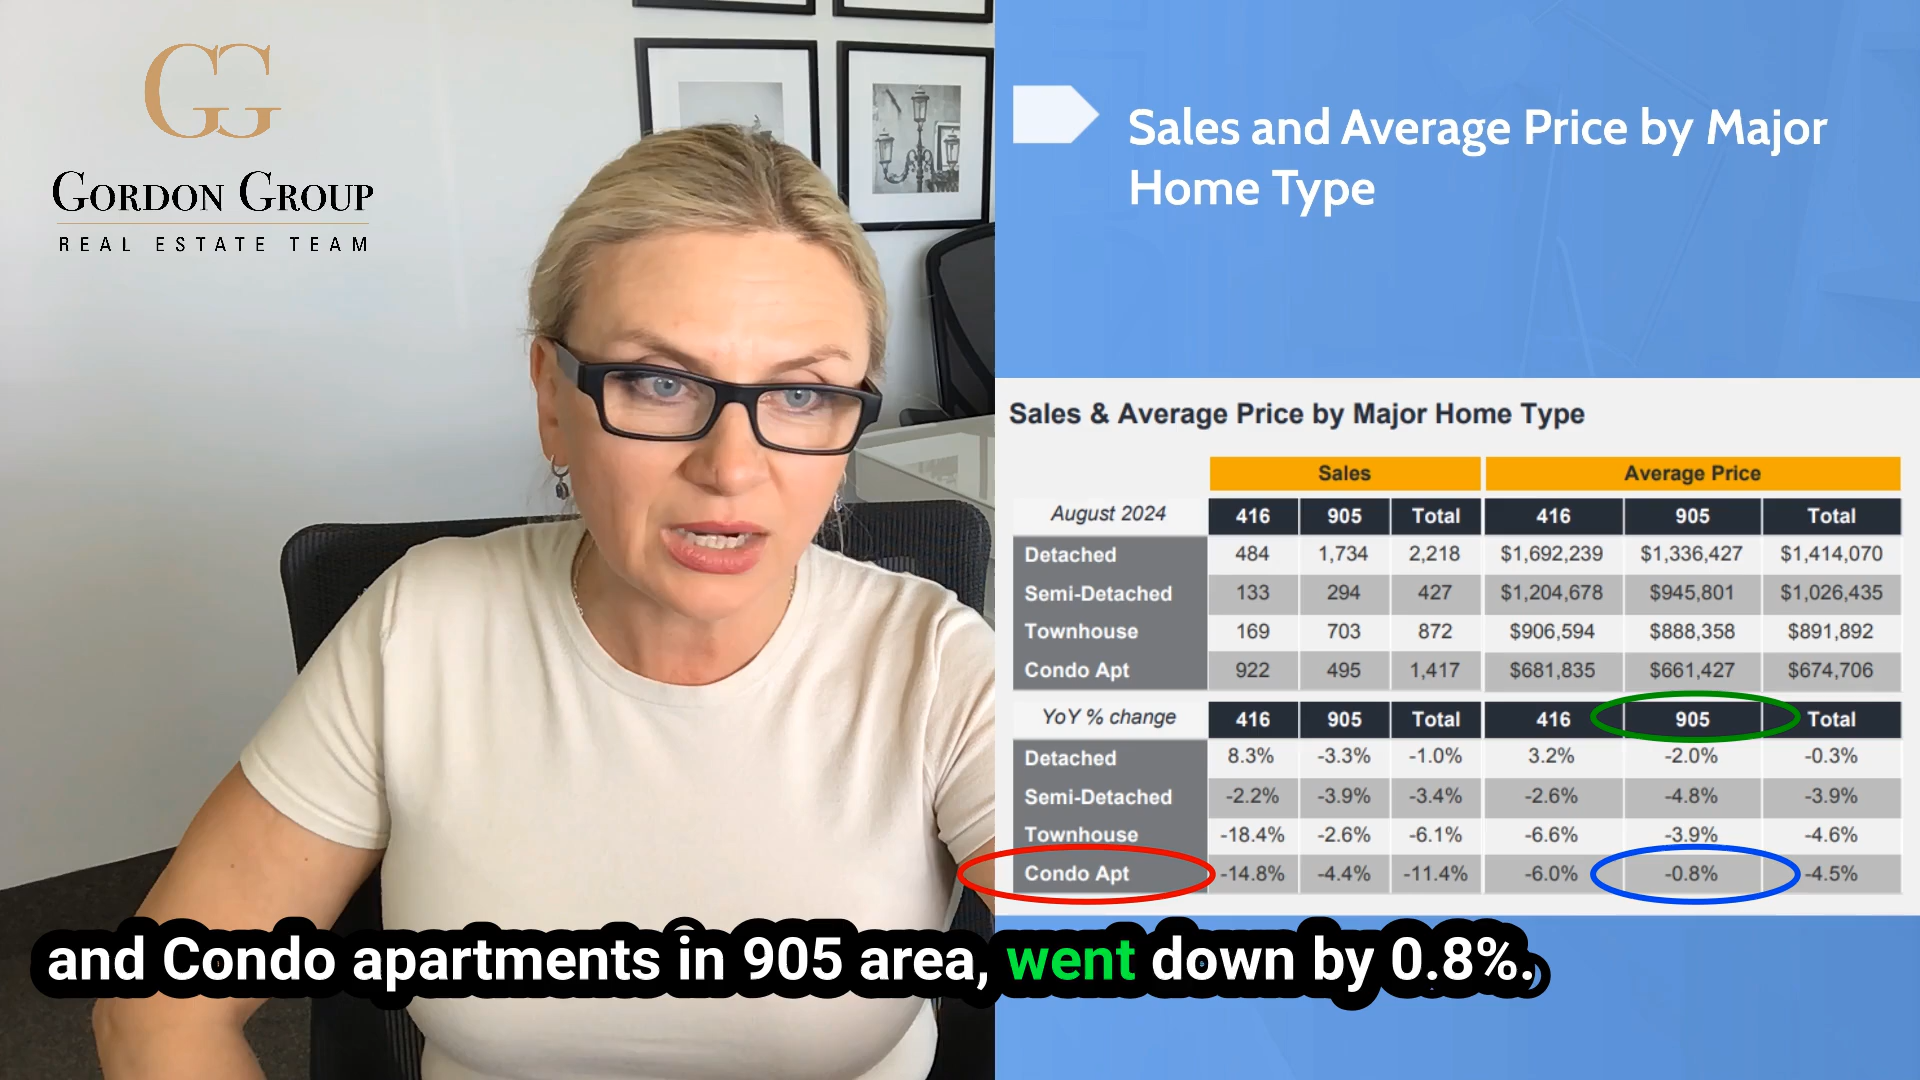 GG
GORDON GROUP
REAL ESTATE TEAM
Sales and Average Price by Major
Home Type
Sales & Average Price by Major Home Type
Sales Average Price
August 2024 416 905 Total 416 905 Total
Detached 484 1,734 2,218 $1,692,239 $1,336,427 $1,414,070
Semi-Detached 133 294 427 $1,204,678 $945,801 $1,026,435
Townhouse 169 703 872 $906,594 $888,358 $891,892
Condo Apt 922 495 1,417 $681,835 $661,427 $674,706
YoY % change 416 905 Total 416 905 Total
Detached 8.3% -3.3% -1.0% 3.2% -2.0% -0.3%
Semi-Detached -2.2% -3.9% -3.4% -2.6% -4.8% -3.9%
Townhouse -18.4% -2.6% -6.1% -6.6% -3.9% -4.6%
Condo Apt -14.8% -4.4% -11.4% -6.0% -0.8% -4.5%
and Condo apartments in 905 area, went down by 0.8%.